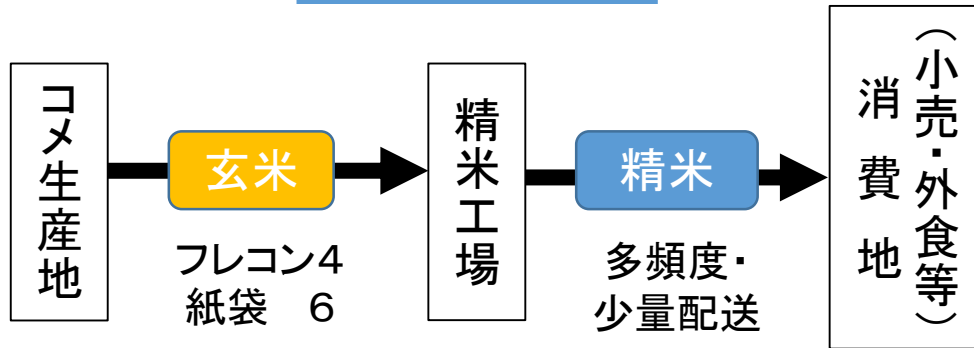 コメ生産地
玄米
フレコン４
紙袋　６
精米工場
精米
多頻度・
少量配送
消費地
（小売・外食等）